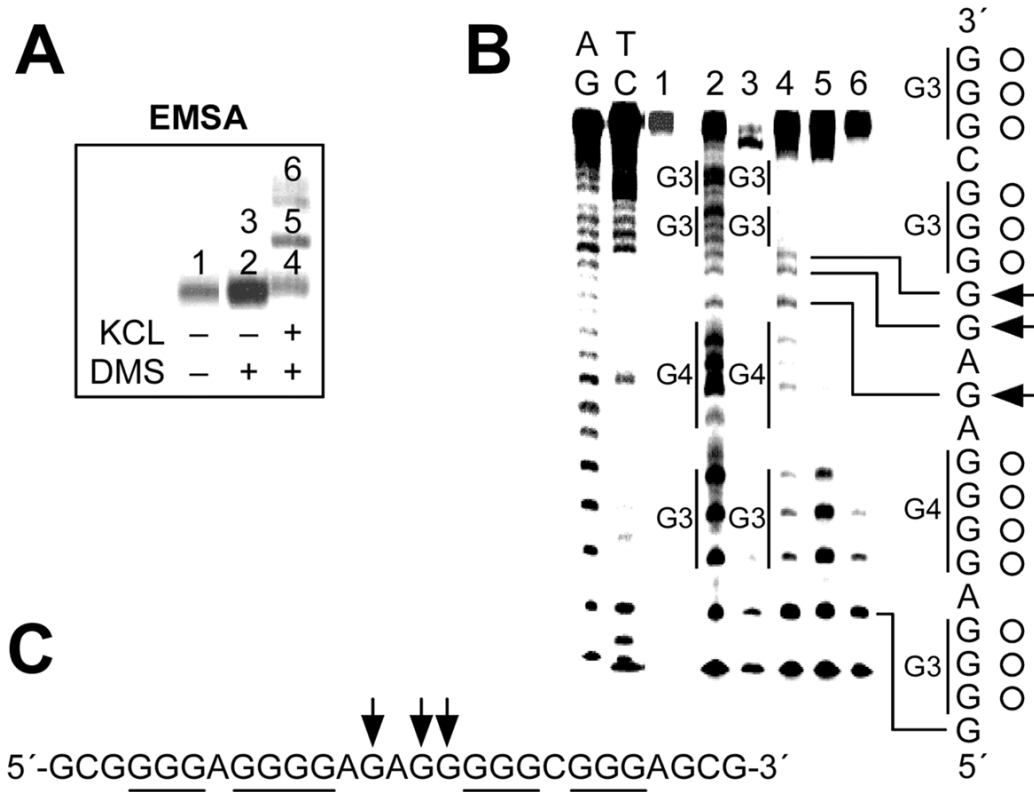 A
EMSA
6
3 5
1 2 4
KCL – – +
DMS – + +
B
A T
G C 1 2 3 4 5 6
G3 G3
G3 G3
G4 G4
G3 G3
3´
G
G3 G
G
C
G
G3 G
G
G
G
A
G
A
G
G
G4 G
G
A
G
G3 G
G
G
5´
C
5´-GCGGGGAGGGGAGAGGGGGCGGGAGCG-3´